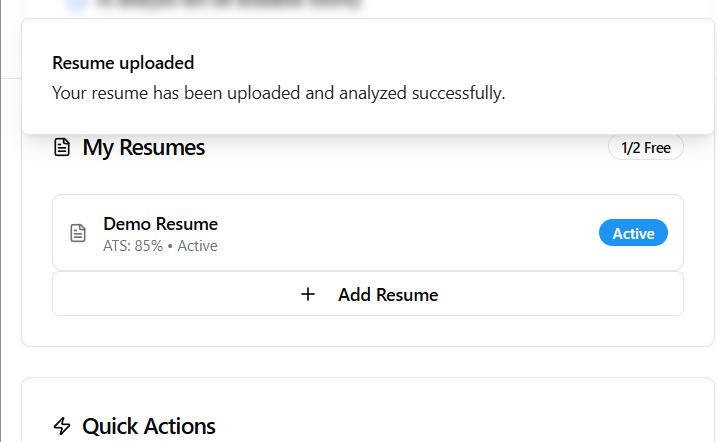 Resume uploaded
Your resume has been uploaded and analyzed successfully.
My Resumes
1/2 Free
Demo Resume
Active
ATS: 85% • Active
Add Resume
Quick Actions